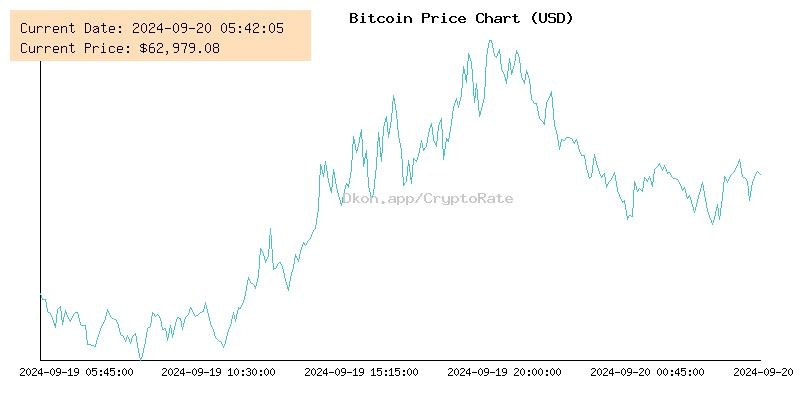 Bitcoin Price Chart (USD)
Current Date: 2024-09-20 05:42:05
Current Price: $62,979.08
Okon.app/CryptoRate
2024-09-19 05:45:00 2024-09-19 10:30:00 2024-09-19 15:15:00 2024-09-19 20:00:00 2024-09-20 00:45:00 2024-09-20